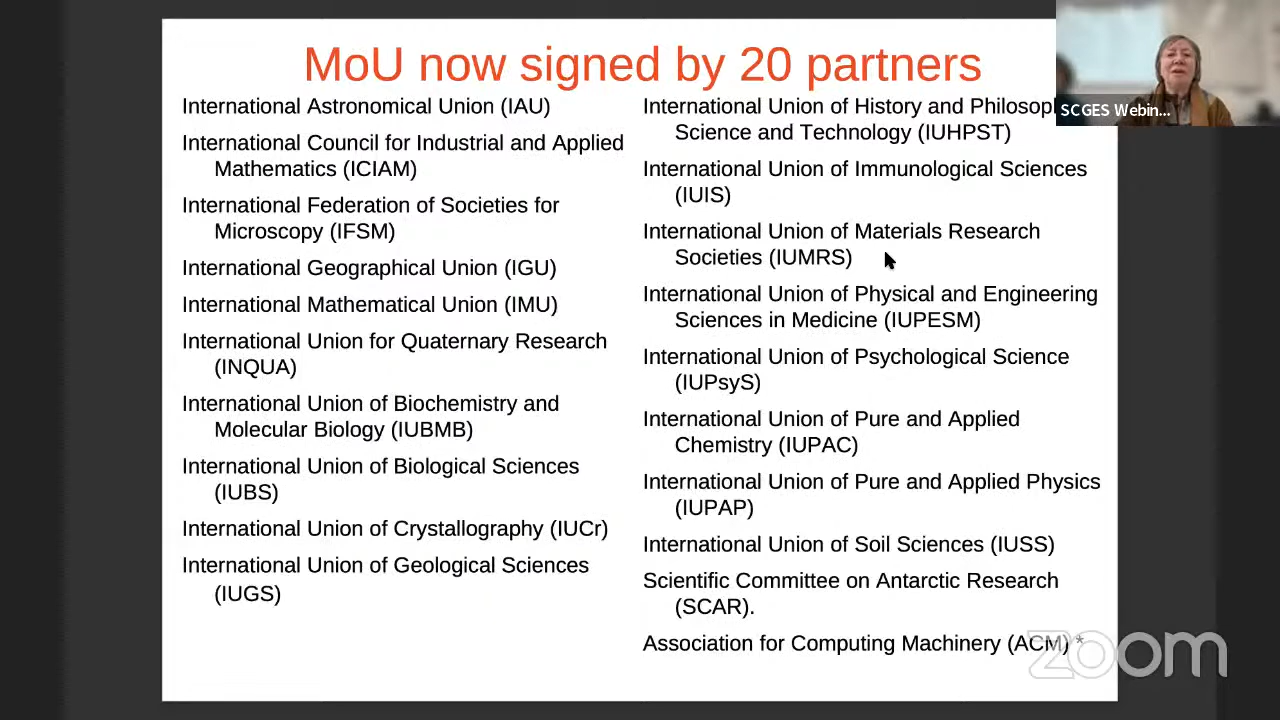 MoU now signed by 20 partners
International Astronomical Union (IAU)
International Council for Industrial and Applied
Mathematics (ICIAM)
International Federation of Societies for
Microscopy (IFSM)
International Geographical Union (IGU)
International Mathematical Union (IMU)
International Union for Quaternary Research
(INQUA)
International Union of Biochemistry and
Molecular Biology (IUBMB)
International Union of Biological Sciences
(IUBS)
International Union of Crystallography (IUCr)
International Union of Geological Sciences
(IUGS)
International Union of History and
Science and Technology (IUHPST)
International Union of Immunological Sciences
(IUIS)
International Union of Materials Research
Societies (IUMRS)
International Union of Physical and Engineering
Sciences in Medicine (IUPESM)
International Union of Psychological Science
(IUPsyS)
International Union of Pure and Applied
Chemistry (IUPAC)
International Union of Pure and Applied Physics
(IUPAP)
International Union of Soil Sciences (IUSS)
Scientific Committee on Antarctic Research
(SCAR).
Association for Computing Machinery (ACM) *
SCGES Webin...
zoom